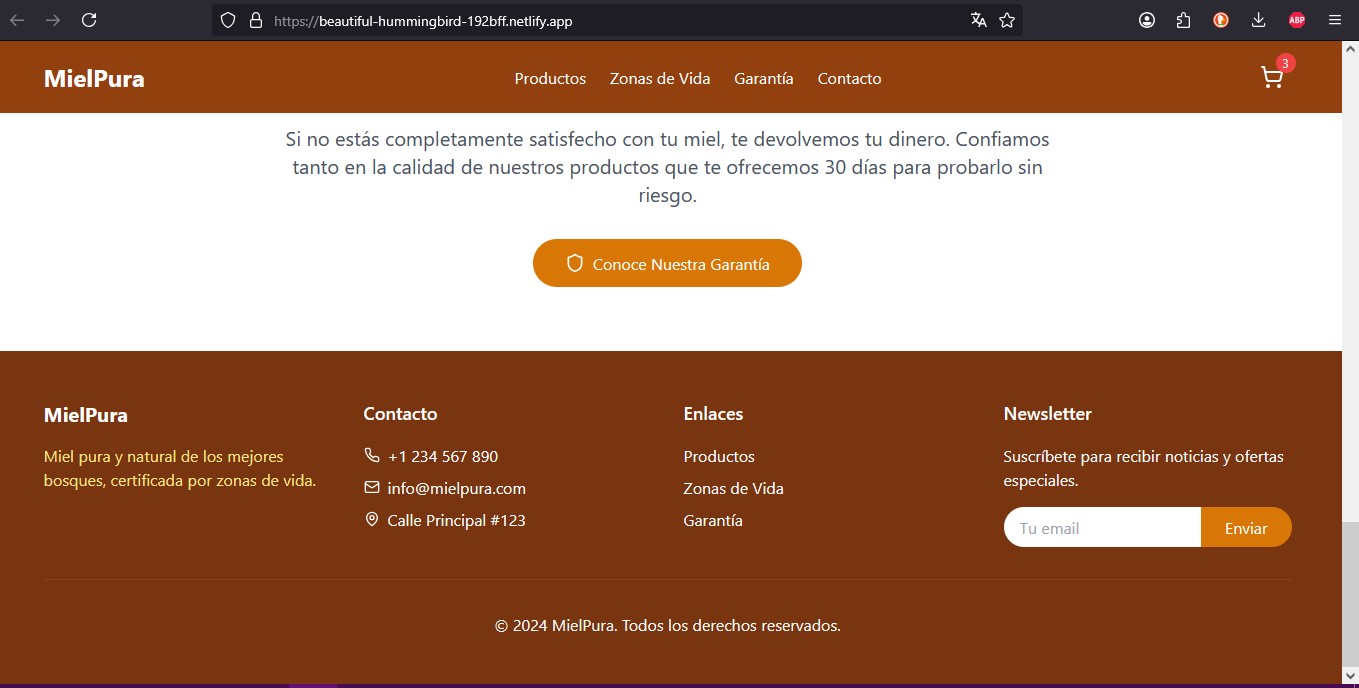 https://beautiful-hummingbird-192bff.netlify.app
ABP
MielPura
Productos
Zonas de Vida
Garantía
Contacto
3
Si no estás completamente satisfecho con tu miel, te devolvemos tu dinero. Confiamos
tanto en la calidad de nuestros productos que te ofrecemos 30 días para probarlo sin
riesgo.
Conoce Nuestra Garantía
MielPura
Miel pura y natural de los mejores
bosques, certificada por zonas de vida.
Contacto
+1 234 567 890
info@mielpura.com
Calle Principal #123
Enlaces
Productos
Zonas de Vida
Garantía
Newsletter
Suscríbete para recibir noticias y ofertas
especiales.
Tu email
Enviar
© 2024 MielPura. Todos los derechos reservados.